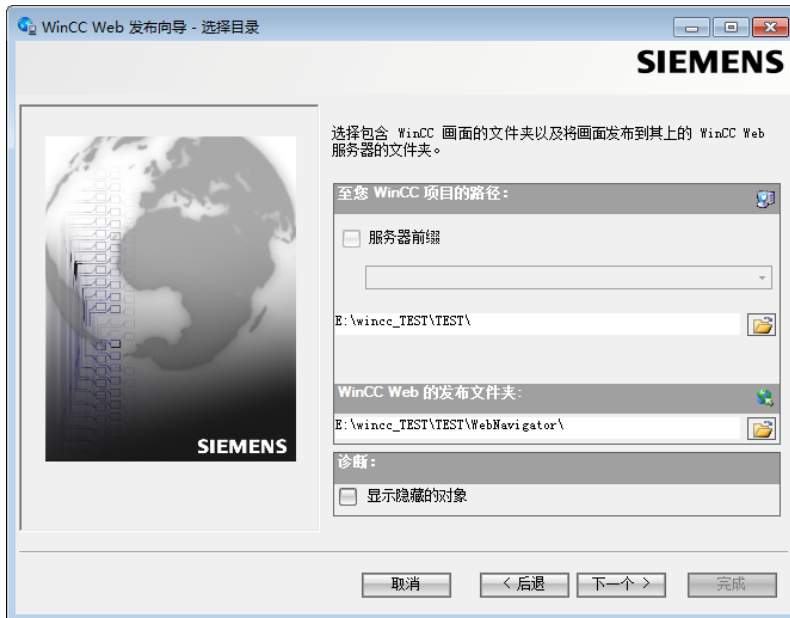 WinCC Web 发布向导 - 选择目录
SIEMENS
选择包含 WinCC 画面的文件夹以及将画面发布到其上的 WinCC Web
服务器的文件夹。
至您 WinCC 项目的路径：
服务器前缀
E:\wincc_TEST\TEST\
WinCC Web 的发布文件夹:
E:\wincc_TEST\TEST\WebNavigator\
SIEMENS
诊断：
显示隐藏的对象
取消
< 后退
下一个 >
完成